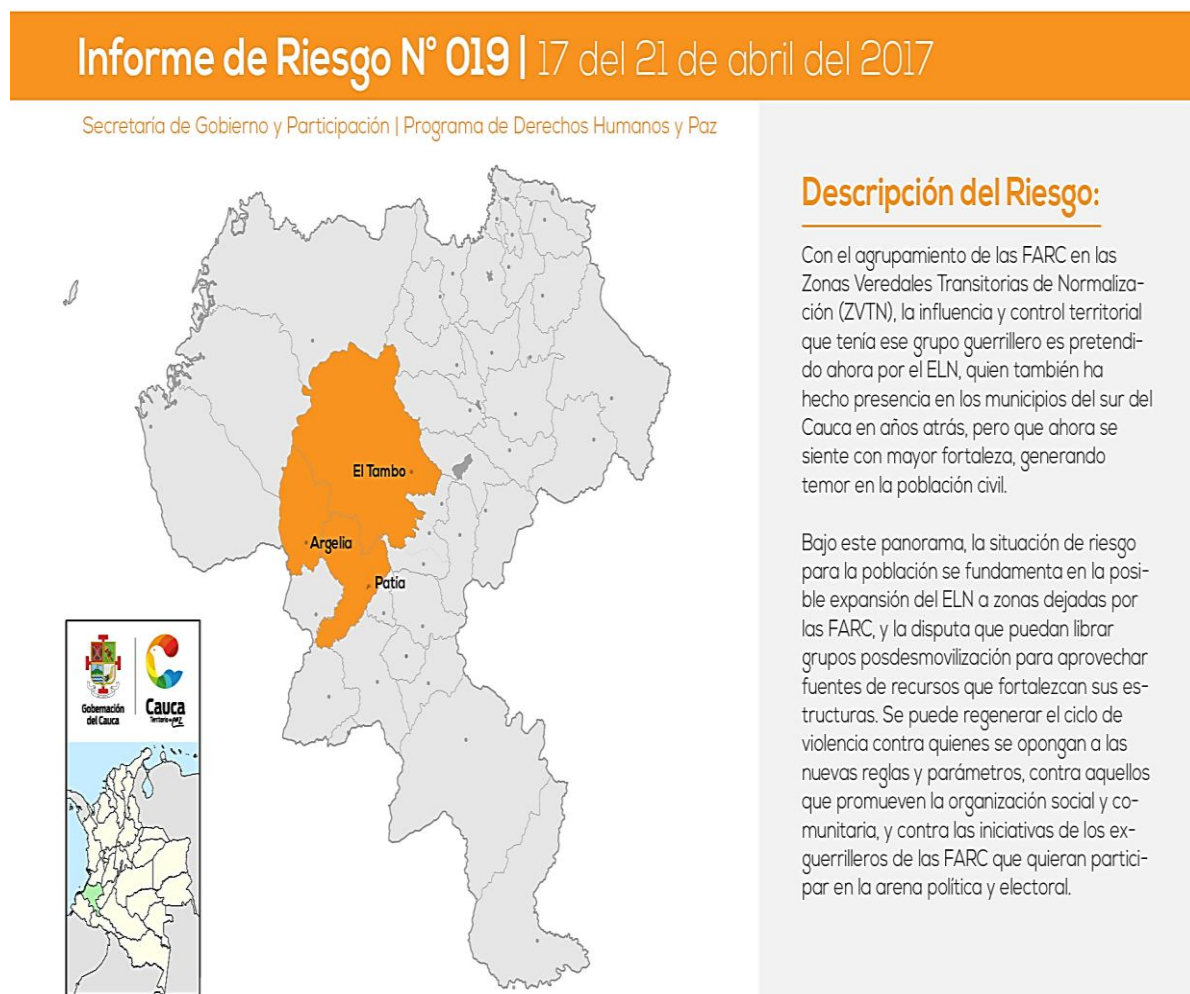 Informe de Riesgo N° 019 | 17 del 21 de abril del 2017
Secretaría de Gobierno y Participación | Programa de Derechos Humanos y Paz
El Tambo
Argelia
Patía
Gobernación
del Cauca
Cauca
Territorio de PAZ
Descripción del Riesgo:
Con el agrupamiento de las FARC en las
Zonas Veredales Transitorias de Normaliza-
ción (ZVTN), la influencia y control territorial
que tenía ese grupo guerrillero es pretendi-
do ahora por el ELN, quien también ha
hecho presencia en los municipios del sur del
Cauca en años atrás, pero que ahora se
siente con mayor fortaleza, generando
temor en la población civil.
Bajo este panorama, la situación de riesgo
para la población se fundamenta en la posi-
ble expansión del ELN a zonas dejadas por
las FARC, y la disputa que puedan librar
grupos posdesmovilización para aprovechar
fuentes de recursos que fortalezcan sus es-
tructuras. Se puede regenerar el ciclo de
violencia contra quienes se opongan a las
nuevas reglas y parámetros, contra aquellos
que promueven la organización social y co-
munitaria, y contra las iniciativas de los ex-
guerrilleros de las FARC que quieran partici-
par en la arena política y electoral.